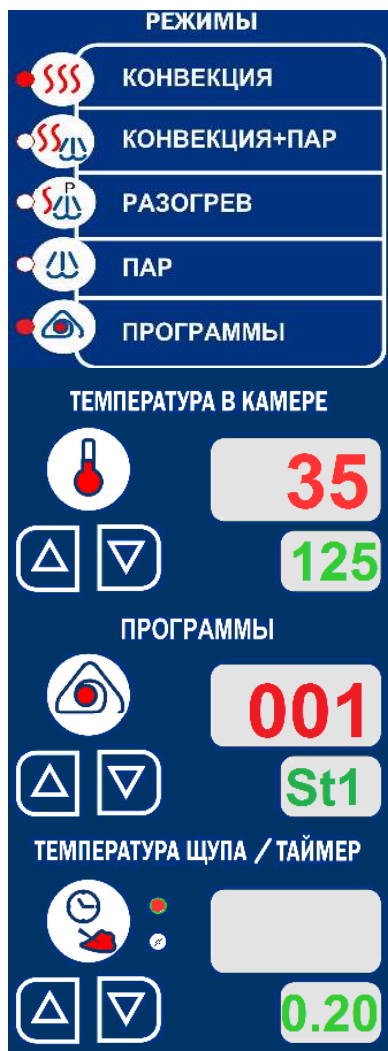 РЕЖИМЫ
КОНВЕКЦИЯ
КОНВЕКЦИЯ+ПАР
P
РАЗОГРЕВ
ПАР
ПРОГРАММЫ
ТЕМПЕРАТУРА В КАМЕРЕ
35
125
ПРОГРАММЫ
001
St1
ТЕМПЕРАТУРА ЩУПА / ТАЙМЕР
0.20